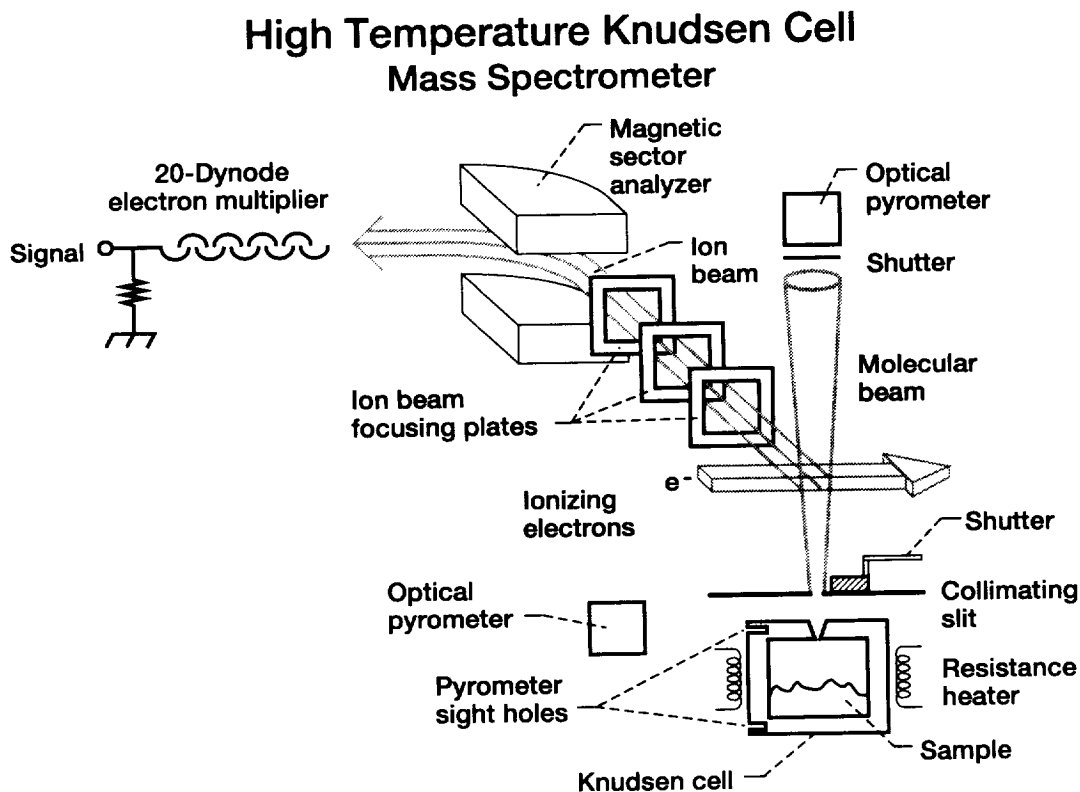 High Temperature Knudsen Cell
Mass Spectrometer
Magnetic
sector
analyzer
20-Dynode
electron multiplier
Optical
pyrometer
Signal
Ion
beam
Shutter
Molecular
beam
Ion beam
focusing plates
e-
Ionizing
electrons
Shutter
Optical
pyrometer
Collimating
slit
Pyrometer
sight holes
Resistance
heater
Sample
Knudsen cell